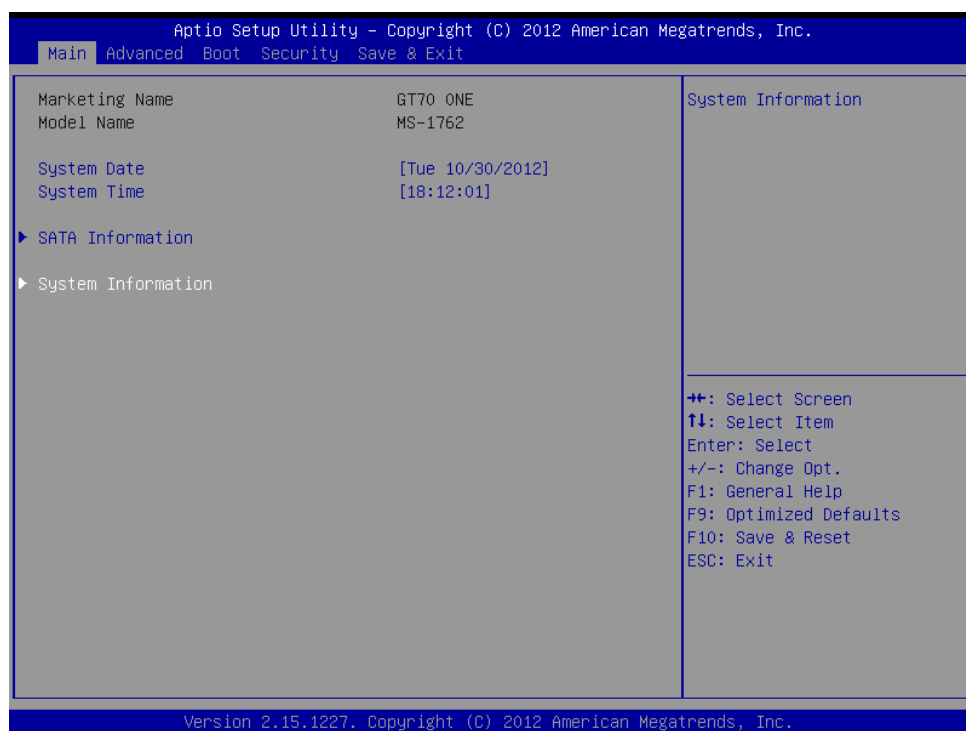 Aptio Setup Utility – Copyright (C) 2012 American Megatrends, Inc.
Main Advanced Boot Security Save & Exit
Marketing Name GT70 0NE
Model Name MS-1762
System Date [Tue 10/30/2012]
System Time [18:12:01]
SATA Information
System Information
System Information
→←: Select Screen
↑↓: Select Item
Enter: Select
+/-: Change Opt.
F1: General Help
F9: Optimized Defaults
F10: Save & Reset
ESC: Exit
Version 2.15.1227. Copyright (C) 2012 American Megatrends, Inc.